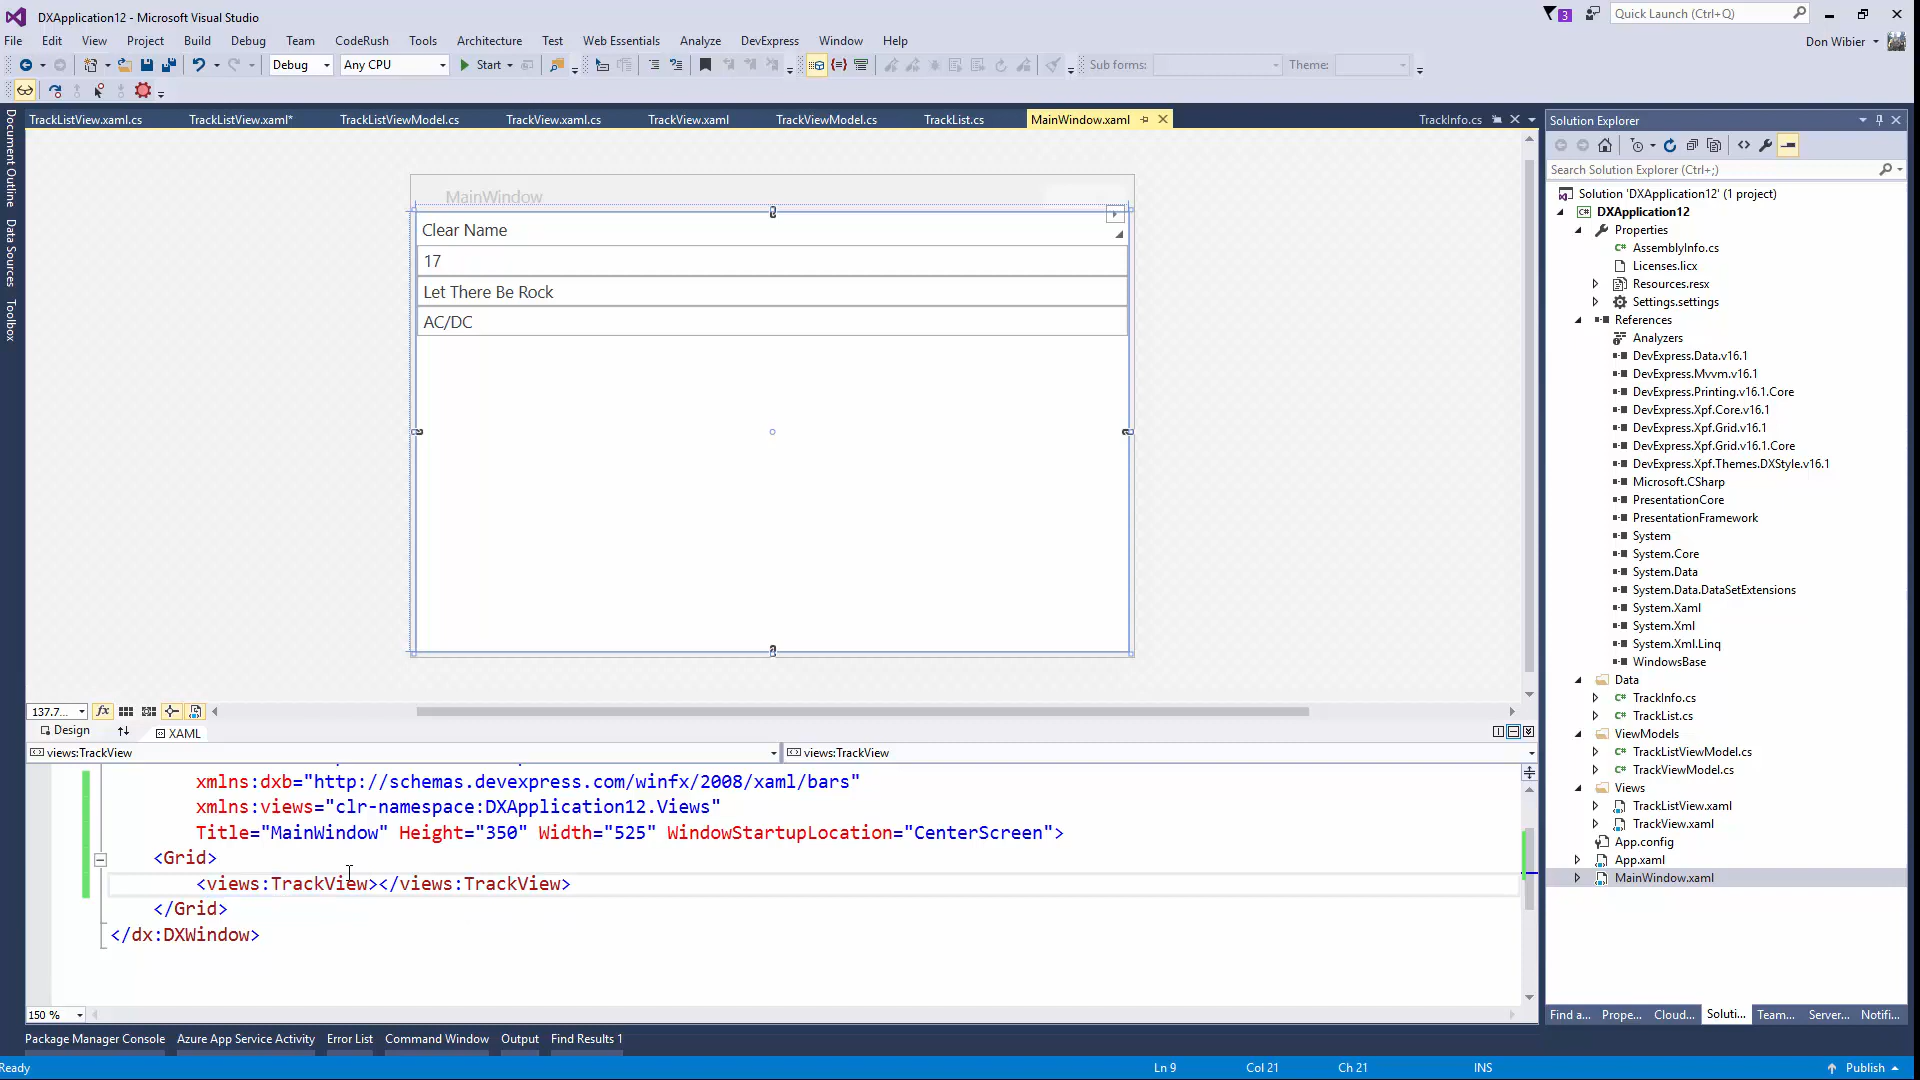 DXApplication12 - Microsoft Visual Studio
3
Quick Launch (Ctrl+Q)
File Edit View Project Build Debug Team CodeRush Tools Architecture Test Web Essentials Analyze DevExpress Window Help
Don Wibier
Debug Any CPU Start Sub forms: Theme:
TrackListView.xaml.cs TrackListView.xaml* TrackListViewModel.cs TrackView.xaml.cs TrackView.xaml TrackViewModel.cs TrackList.cs MainWindow.xaml TrackInfo.cs
Document Outline
Data Sources
Toolbox
MainWindow
Clear Name
17
Let There Be Rock
AC/DC
137.7...
Design XAML
views:TrackView views:TrackView
xmlns:dxb="http://schemas.devexpress.com/winfx/2008/xaml/bars"
xmlns:views="clr-namespace:DXApplication12.Views"
Title="MainWindow" Height="350" Width="525" WindowStartupLocation="CenterScreen">
<Grid>
<views:TrackView></views:TrackView>
</Grid>
</dx:DXWindow>
150 %
Package Manager Console Azure App Service Activity Error List Command Window Output Find Results 1
Solution Explorer
Search Solution Explorer (Ctrl+;)
Solution 'DXApplication12' (1 project)
DXApplication12
Properties
AssemblyInfo.cs
Licenses.licx
Resources.resx
Settings.settings
References
Analyzers
DevExpress.Data.v16.1
DevExpress.Mvvm.v16.1
DevExpress.Printing.v16.1.Core
DevExpress.Xpf.Core.v16.1
DevExpress.Xpf.Grid.v16.1
DevExpress.Xpf.Grid.v16.1.Core
DevExpress.Xpf.Themes.DXStyle.v16.1
Microsoft.CSharp
PresentationCore
PresentationFramework
System
System.Core
System.Data
System.Data.DataSetExtensions
System.Xaml
System.Xml
System.Xml.Linq
WindowsBase
Data
TrackInfo.cs
TrackList.cs
ViewModels
TrackListViewModel.cs
TrackViewModel.cs
Views
TrackListView.xaml
TrackView.xaml
App.config
App.xaml
MainWindow.xaml
Find a... Prope... Cloud... Soluti... Team... Server... Notifi...
Ready Ln 9 Col 21 Ch 21 INS Publish